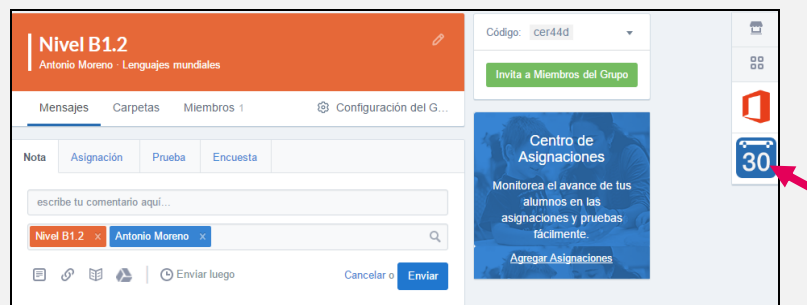 Nivel B1.2
Antonio Moreno · Lenguajes mundiales
Mensajes Carpetas Miembros 1 Configuración del G...
Nota Asignación Prueba Encuesta
escribe tu comentario aquí...
Nivel B1.2 × Antonio Moreno ×
Enviar luego Cancelar o Enviar
Código: cer44d
Invita a Miembros del Grupo
Centro de
Asignaciones
Monitorea el avance de tus
alumnos en las
asignaciones y pruebas
fácilmente.
Agregar Asignaciones
30